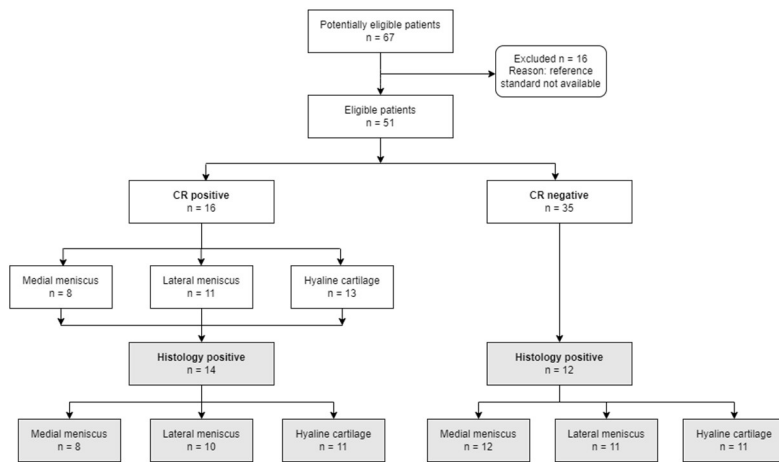 Potentially eligible patients
n = 67
Excluded n = 16
Reason: reference
standard not available
Eligible patients
n = 51
CR positive
n = 16
CR negative
n = 35
Medial meniscus
n = 8
Lateral meniscus
n = 11
Hyaline cartilage
n = 13
Histology positive
n = 14
Histology positive
n = 12
Medial meniscus
n = 8
Lateral meniscus
n = 10
Hyaline cartilage
n = 11
Medial meniscus
n = 12
Lateral meniscus
n = 11
Hyaline cartilage
n = 11